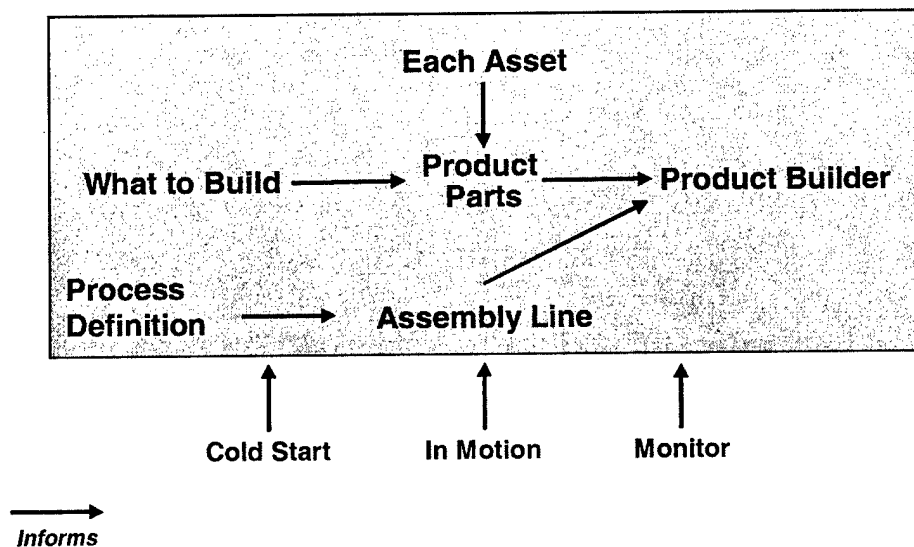 Each Asset
What to Build
Product
Parts
Product Builder
Process
Definition
Assembly Line
Cold Start
In Motion
Monitor
Informs